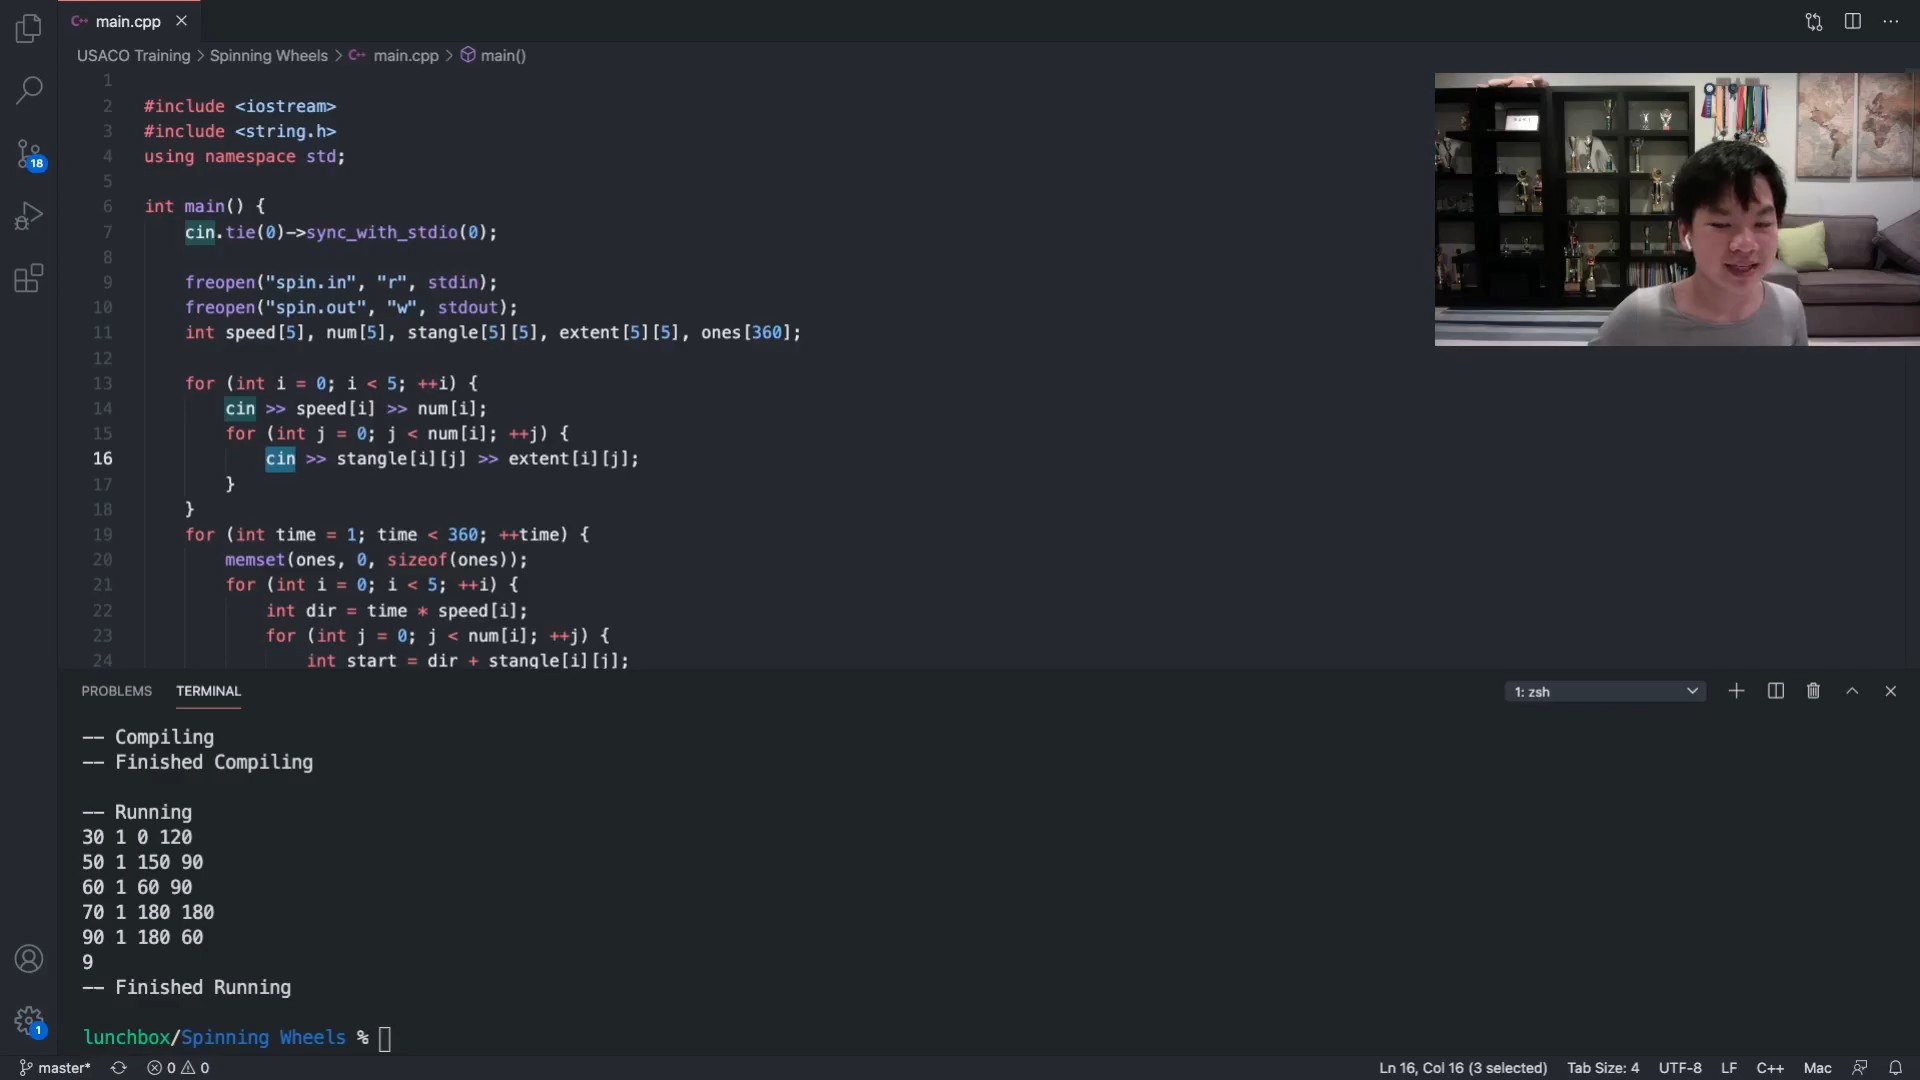 main.cpp
USACO Training > Spinning Wheels > main.cpp > main()
1
2 #include <iostream>
3 #include <string.h>
4 using namespace std;
5
6 int main() {
7 cin.tie(0)->sync_with_stdio(0);
8
9 freopen("spin.in", "r", stdin);
10 freopen("spin.out", "w", stdout);
11 int speed[5], num[5], stangle[5][5], extent[5][5], ones[360];
12
13 for (int i = 0; i < 5; ++i) {
14 cin >> speed[i] >> num[i];
15 for (int j = 0; j < num[i]; ++j) {
16 cin >> stangle[i][j] >> extent[i][j];
17 }
18 }
19 for (int time = 1; time < 360; ++time) {
20 memset(ones, 0, sizeof(ones));
21 for (int i = 0; i < 5; ++i) {
22 int dir = time * speed[i];
23 for (int j = 0; j < num[i]; ++j) {
24 int start = dir + stangle[i][j];
18
PROBLEMS TERMINAL 1: zsh
-- Compiling
-- Finished Compiling
-- Running
30 1 0 120
50 1 150 90
60 1 60 90
70 1 180 180
90 1 180 60
9
-- Finished Running
lunchbox/Spinning Wheels %
1
master* 0 0 Ln 16, Col 16 (3 selected) Tab Size: 4 UTF-8 LF C++ Mac